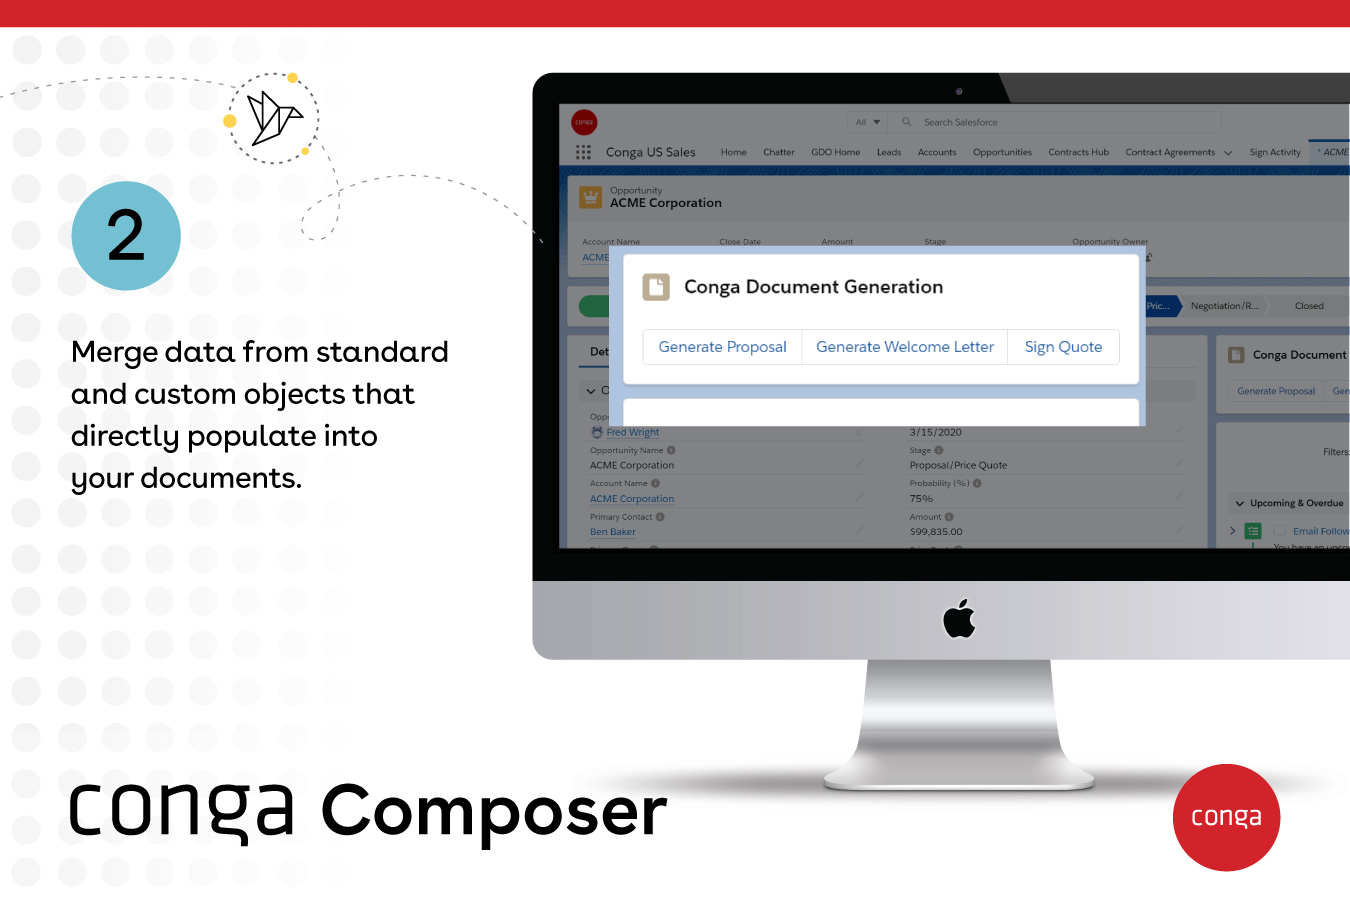 2
Merge data from standard
and custom objects that
directly populate into
your documents.
conga Composer
conga
conga
All
Search Salesforce
Conga US Sales
Home
Chatter
GDO Home
Leads
Accounts
Opportunities
Contracts Hub
Contract Agreements
Sign Activity
* ACME
Opportunity
ACME Corporation
Account Name
Close Date
Amount
Stage
Opportunity Owner
ACME
Conga Document Generation
Generate Proposal
Generate Welcome Letter
Sign Quote
Pric...
Negotiation/R...
Closed
Det
O
Oppo
Fred Wright
3/15/2020
Opportunity Name
Stage
ACME Corporation
Proposal/Price Quote
Account Name
Probability (%)
ACME Corporation
75%
Primary Contact
Amount
Ben Baker
$99,835.00
Conga Document
Generate Proposal
Gen
Filters:
Upcoming & Overdue
Email Follow
You have an upco